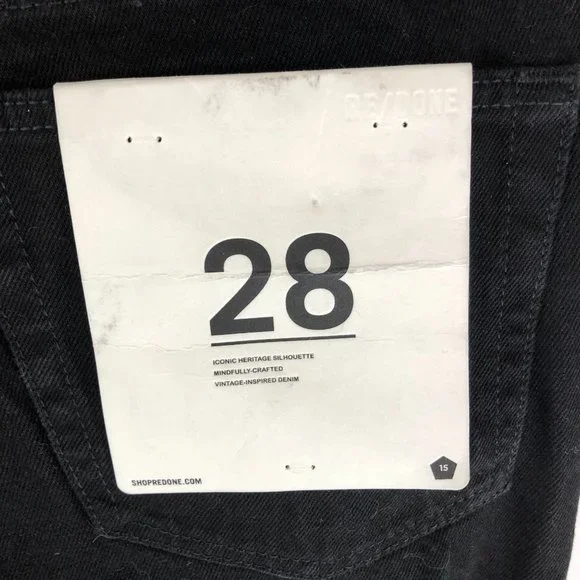 RE/DONE
28
ICONIC HERITAGE SILHOUETTE
MINDFULLY-CRAFTED
VINTAGE-INSPIRED DENIM
SHOPREDONE.COM
15